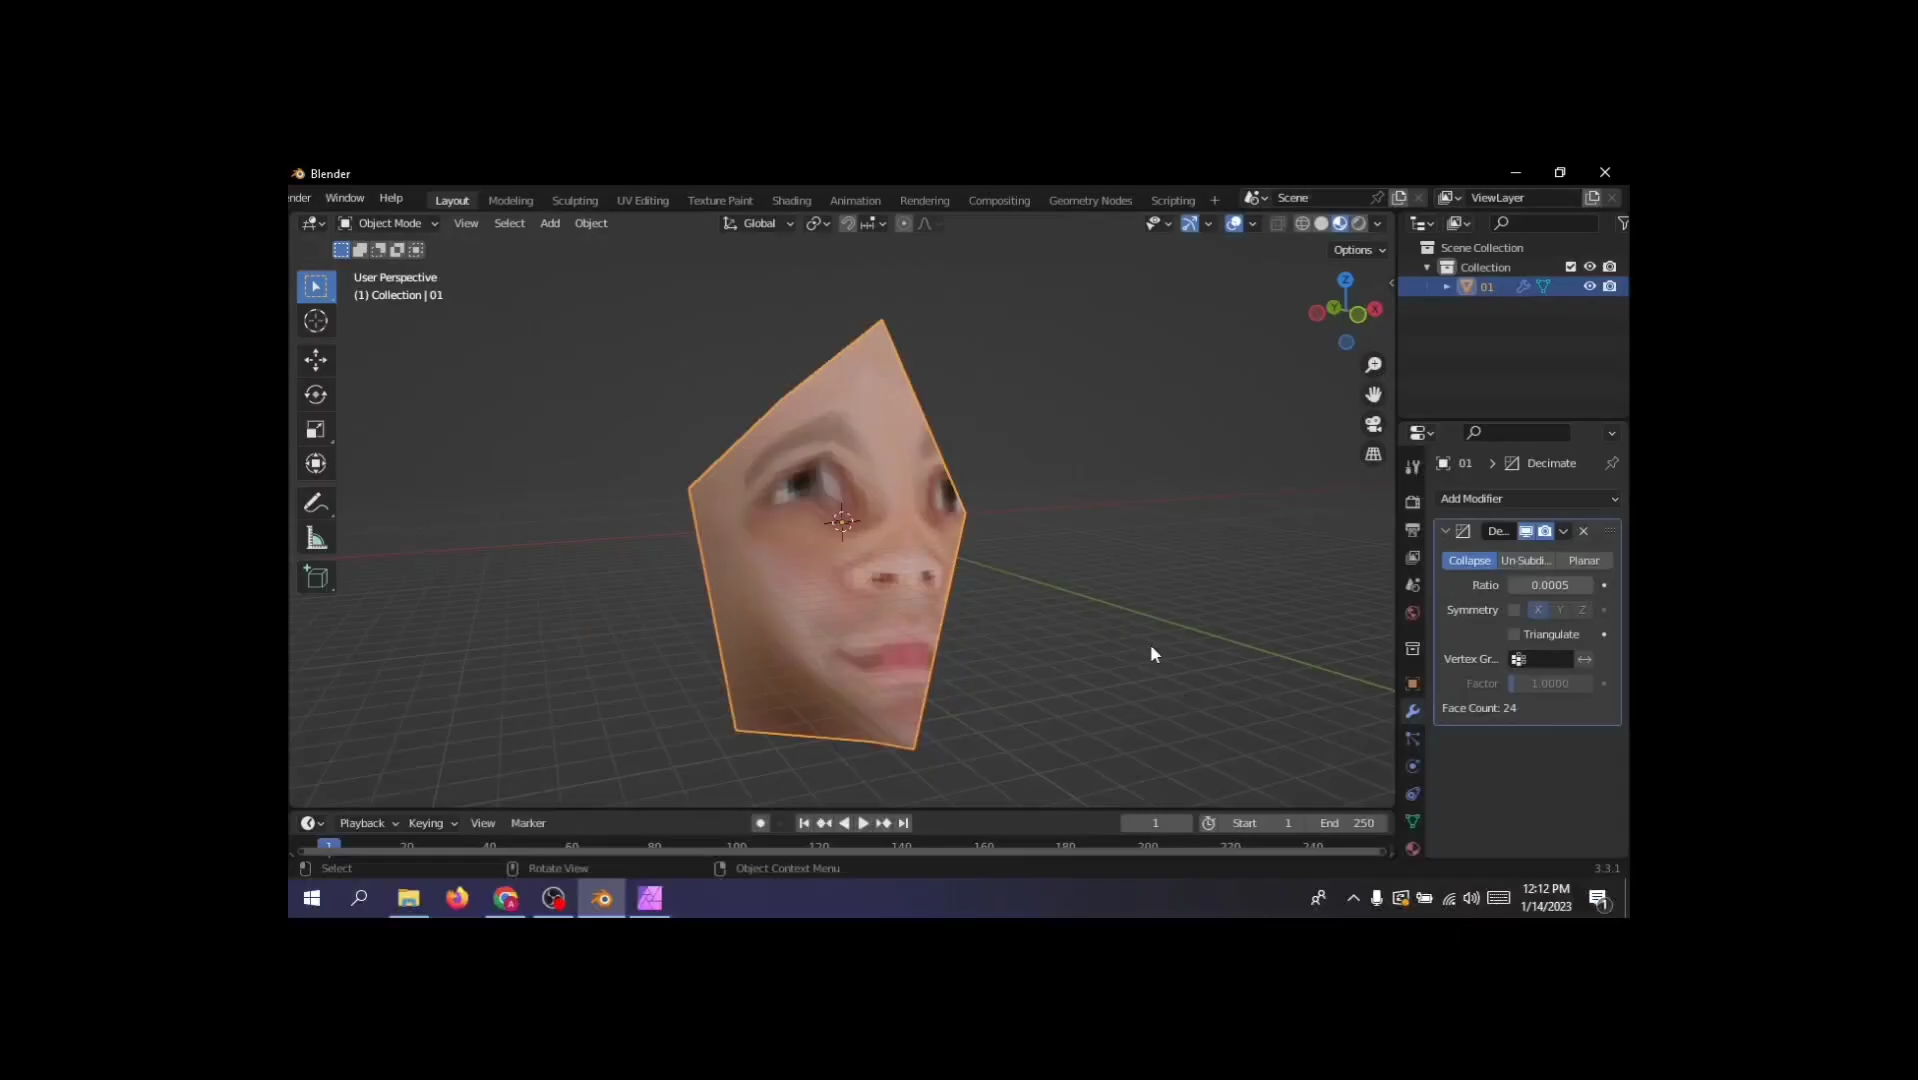 Blender
nder Window Help Layout Modeling Sculpting UV Editing Texture Paint Shading Animation Rendering Compositing Geometry Nodes Scripting + Scene ViewLayer
Object Mode View Select Add Object Global
Options
User Perspective
(1) Collection | 01
Z
Y X
Scene Collection
Collection
01
01 > Decimate
Add Modifier
De...
Collapse Un-Subdi... Planar
Ratio 0.0005
Symmetry X Y Z
Triangulate
Vertex Gr...
Factor 1.0000
Face Count: 24
Playback Keying View Marker 1 Start 1 End 250
1 20 40 60 80 100 120 140 160 180 200 220 240
Select Rotate View Object Context Menu 3.3.1
12:12 PM
1/14/2023
1